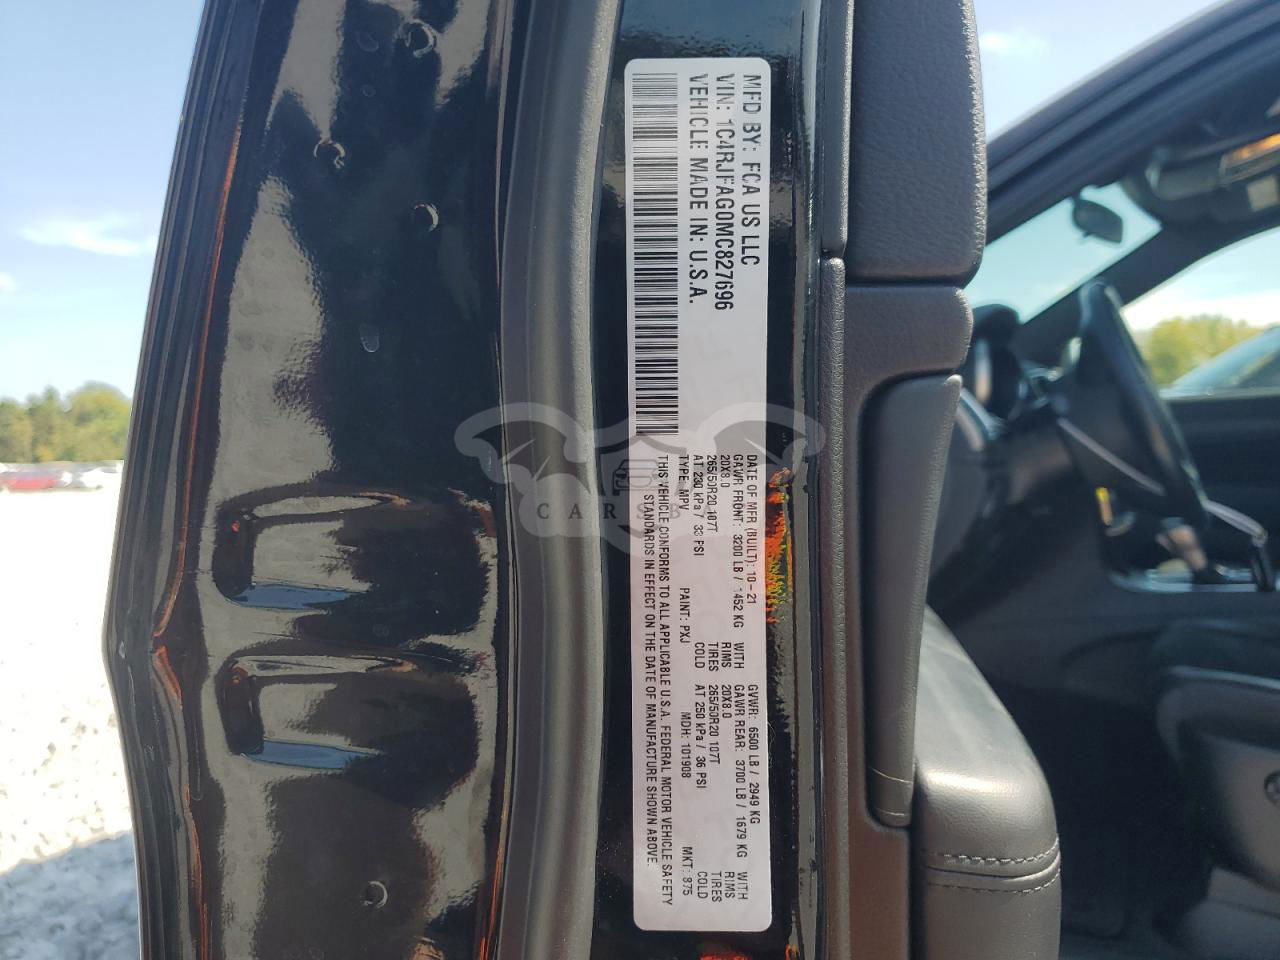 MFD BY: FCA US LLC
VIN: 1C4RJFAG0MC827696
VEHICLE MADE IN: U.S.A.
DATE OF MFR (BUILT): 10-21 GVWR: 6500 LB / 2949 KG
GAWR FRONT: 3200 LB / 1452 KG WITH GAWR REAR: 3700 LB / 1679 KG WITH
20X8.0 RIMS 20X8.0 RIMS
265/50R20 107T TIRES 265/50R20 107T TIRES
AT 230 kPa / 33 PSI COLD AT 250 kPa / 36 PSI COLD
TYPE: MPV PAINT: PXJ MDH: 101908 MKT: 875
THIS VEHICLE CONFORMS TO ALL APPLICABLE U.S.A. FEDERAL MOTOR VEHICLE SAFETY
STANDARDS IN EFFECT ON THE DATE OF MANUFACTURE SHOWN ABOVE.